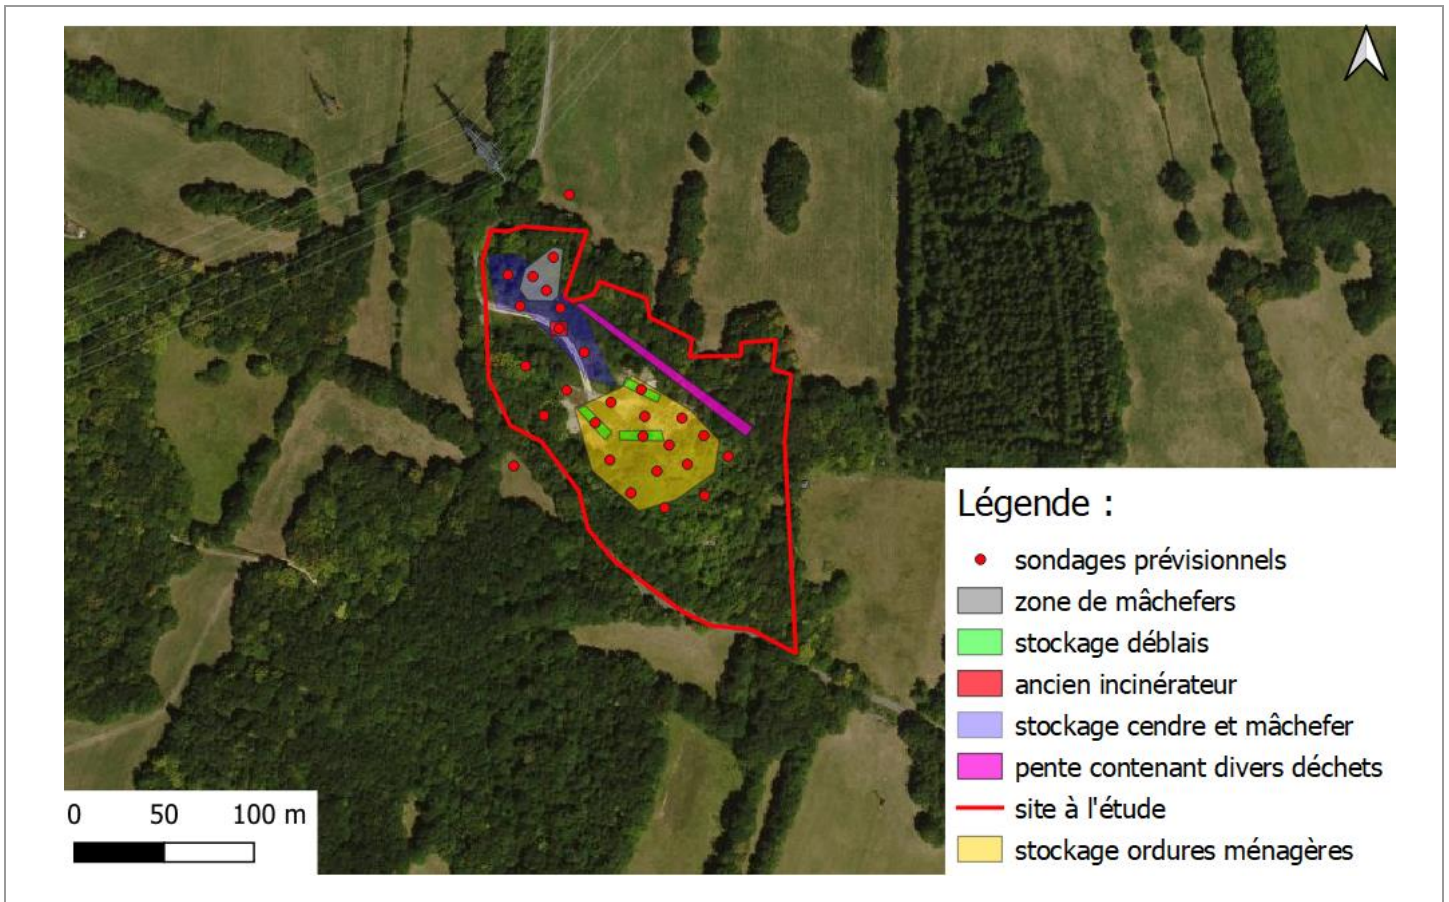 Légende :
sondages prévisionnels
zone de mâchefers
stockage déblais
ancien incinérateur
stockage cendre et mâchefer
pente contenant divers déchets
site à l'étude
stockage ordures ménagères
0 50 100 m